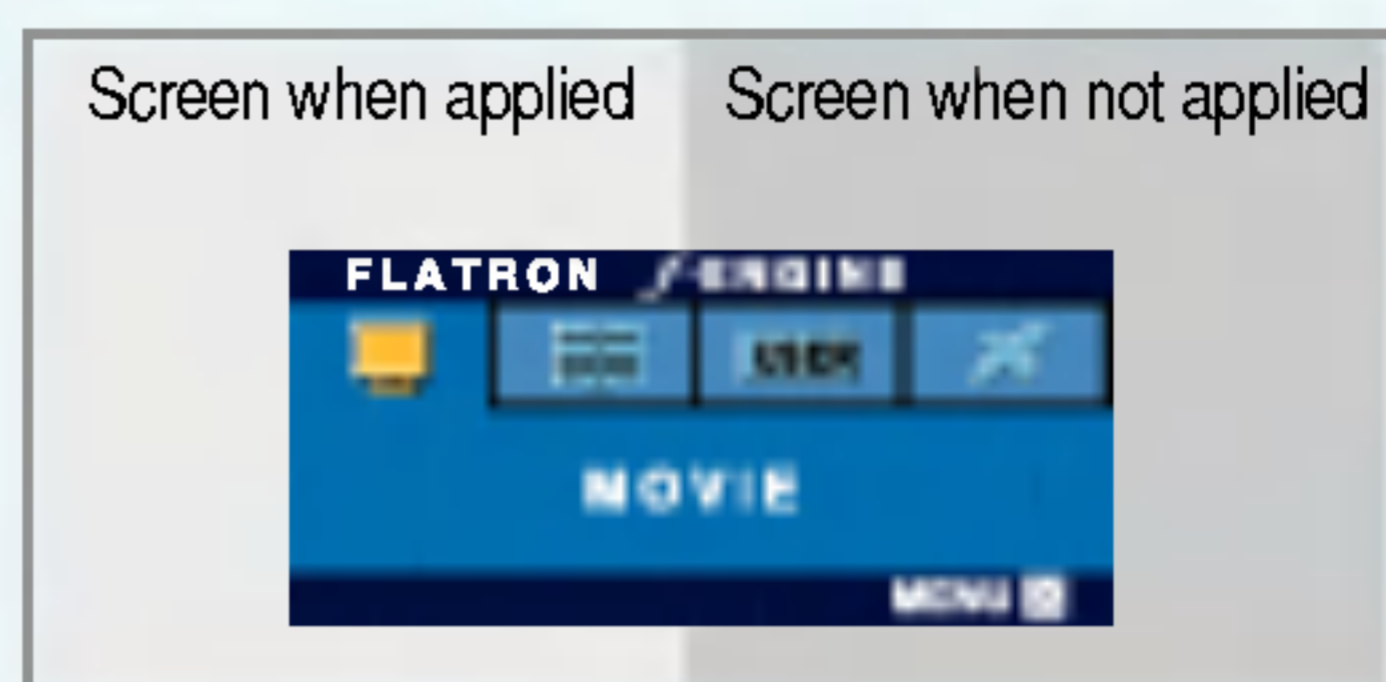 Screen when applied Screen when not applied
FLATRON f-ENGINE
USER
MOVIE
MENU